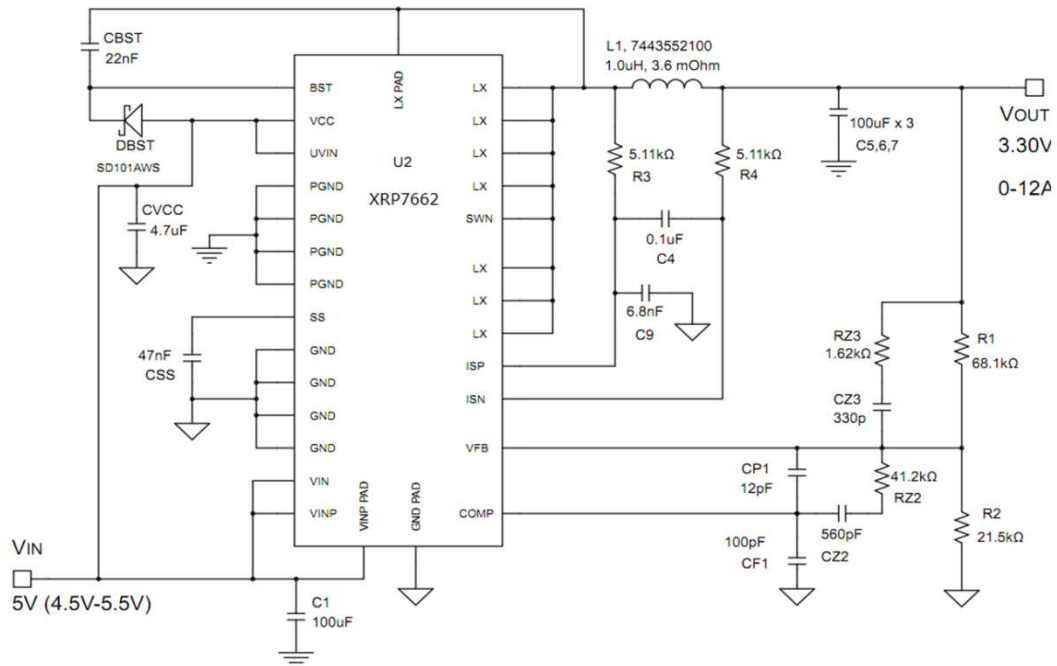 CBST
22nF
DBST
SD101AWS
CVCC
4.7uF
47nF
CSS
VIN
5V (4.5V-5.5V)
C1
100uF
BST
VCC
UVIN
PGND
PGND
PGND
PGND
SS
GND
GND
GND
GND
VIN
VINP
LX PAD
U2
XRP7662
VINP PAD
GND PAD
LX
LX
LX
LX
SWN
LX
LX
LX
ISP
ISN
VFB
COMP
L1, 7443552100
1.0uH, 3.6 mOhm
5.11kΩ
R3
5.11kΩ
R4
0.1uF
C4
6.8nF
C9
100uF x 3
C5,6,7
VOUT
3.30V
0-12A
RZ3
1.62kΩ
CZ3
330p
R1
68.1kΩ
CP1
12pF
41.2kΩ
RZ2
560pF
CZ2
100pF
CF1
R2
21.5kΩ